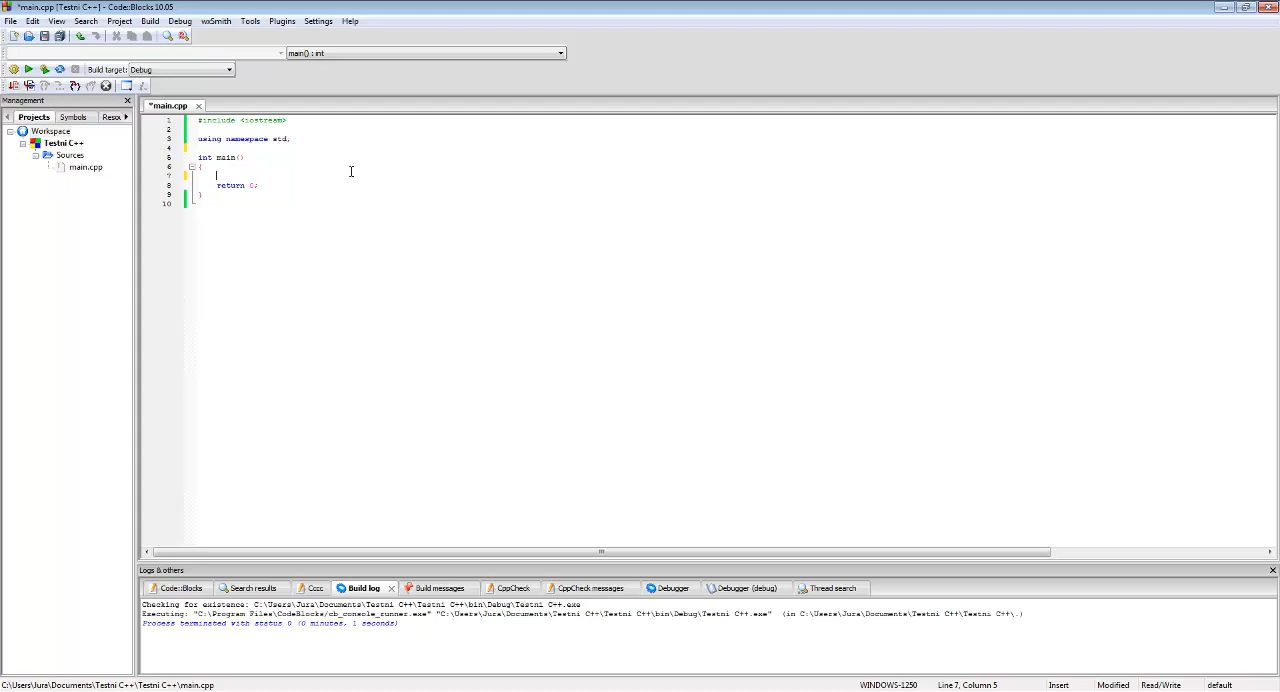 *main.cpp [Testni C++] - Code::Blocks 10.05
File Edit View Search Project Build Debug wxSmith Tools Plugins Settings Help
main() : int
Build target: Debug
Management
Projects Symbols Resou
*main.cpp
Workspace
Testni C++
Sources
main.cpp
1 #include <iostream>
2
3 using namespace std;
4
5 int main()
6 {
7
8 return 0;
9 }
10
Logs & others
Code::Blocks Search results Cccc Build log Build messages CppCheck CppCheck messages Debugger Debugger (debug) Thread search
Checking for existence: C:\Users\Jura\Documents\Testni C++\Testni C++\bin\Debug\Testni C++.exe
Executing: "C:\Program Files\CodeBlocks/cb_console_runner.exe" "C:\Users\Jura\Documents\Testni C++\Testni C++\bin\Debug\Testni C++.exe" (in C:\Users\Jura\Documents\Testni C++\Testni C++\.)
Process terminated with status 0 (0 minutes, 1 seconds)
C:\Users\Jura\Documents\Testni C++\Testni C++\main.cpp WINDOWS-1250 Line 7, Column 5 Insert Modified Read/Write default